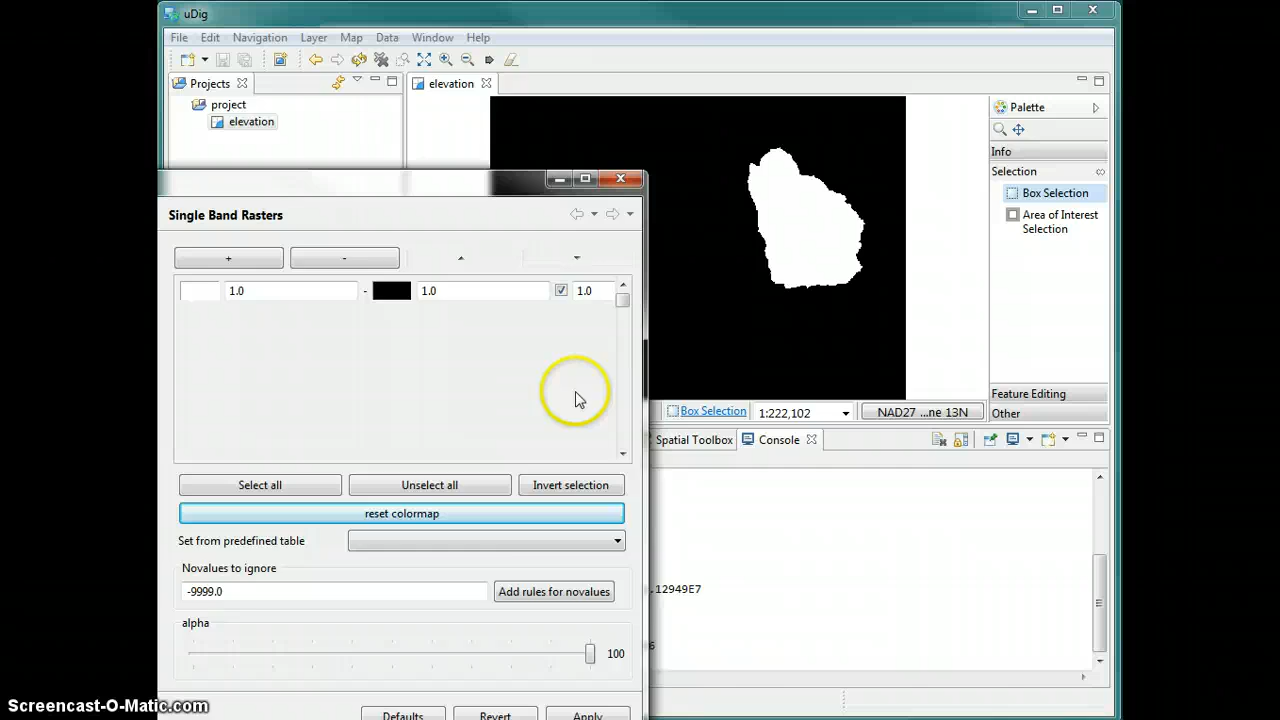 uDig
File Edit Navigation Layer Map Data Window Help
Projects
elevation
project
elevation
Palette
Info
Selection
Box Selection
Area of Interest
Selection
Feature Editing
Other
Single Band Rasters
+ -
1.0 - 1.0 1.0
Select all Unselect all Invert selection
reset colormap
Set from predefined table
Novalues to ignore
-9999.0 Add rules for novalues
alpha
100
Defaults Revert Apply
Box Selection 1:222,102 NAD27 ...ne 13N
Spatial Toolbox Console
.12949E7
Screencast-O-Matic.com